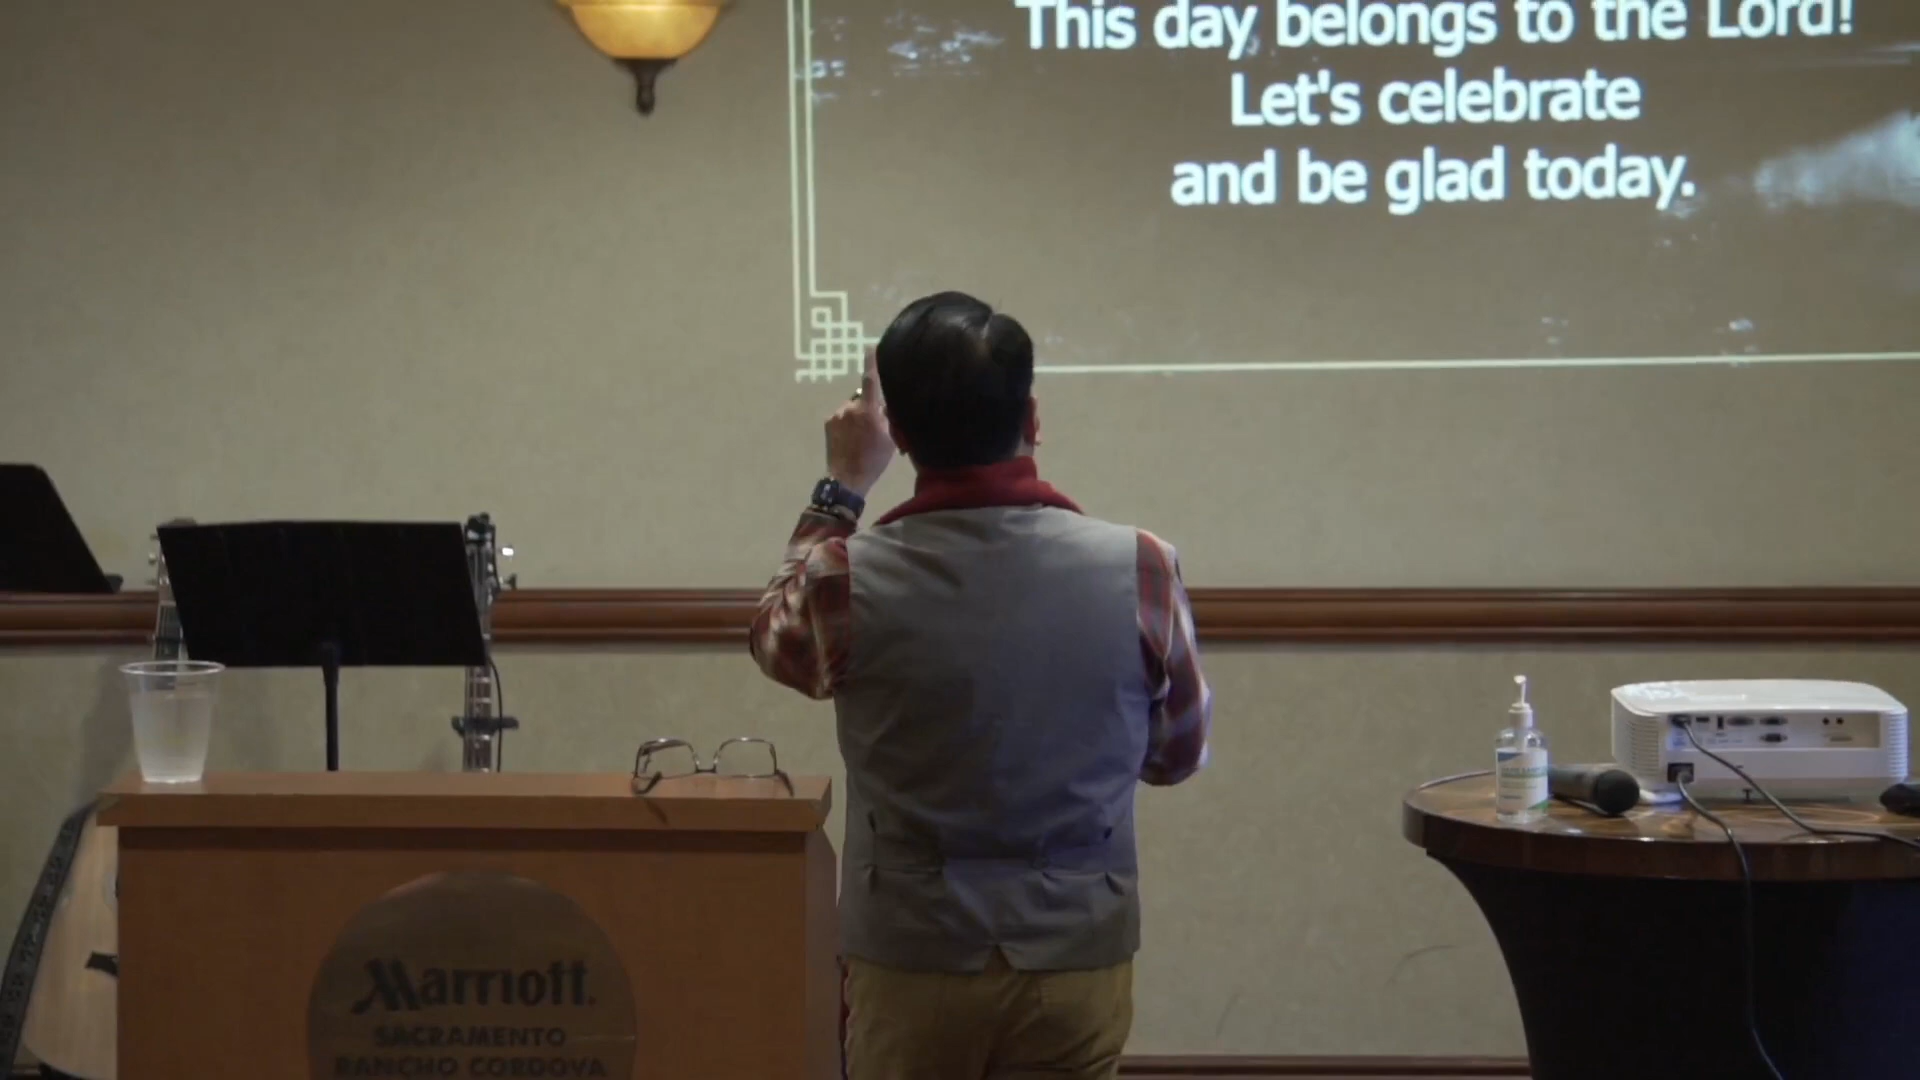 This day belongs to the Lord!
Let's celebrate
and be glad today.
Marriott.
SACRAMENTO
RANCHO CORDOVA